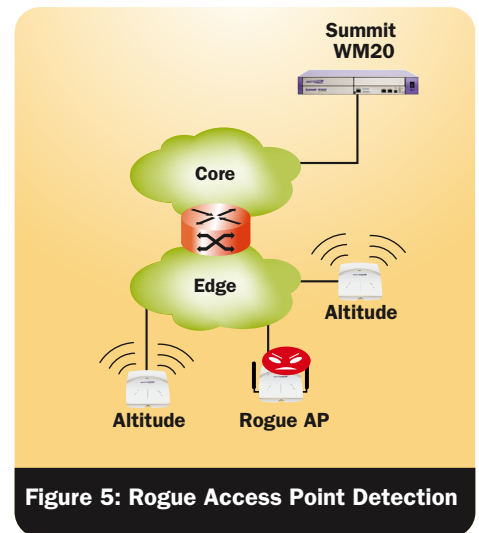 Summit
WM20
Core
Edge
Altitude
Altitude
Rogue AP
Figure 5: Rogue Access Point Detection